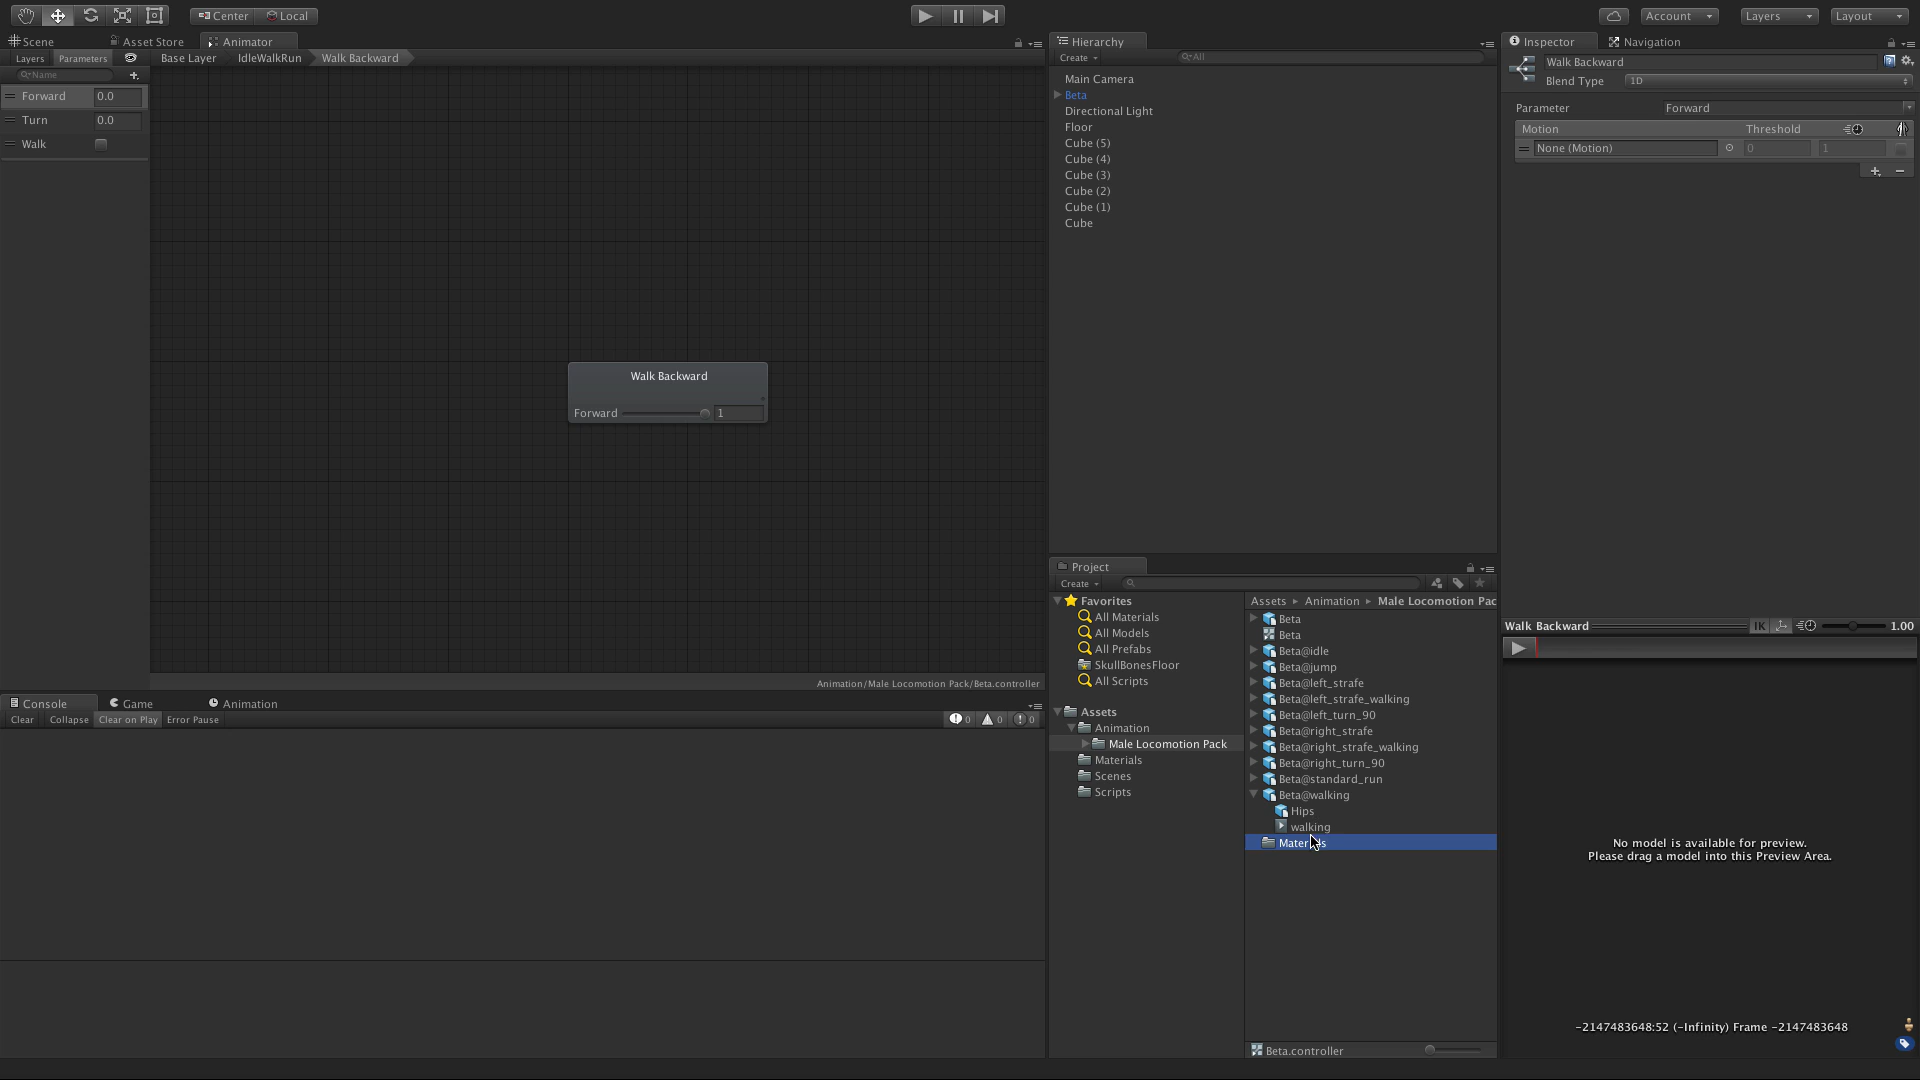 Center
Local
Account
Layers
Layout
Scene
Asset Store
Animator
Layers
Parameters
Base Layer
IdleWalkRun
Walk Backward
Name
Forward
0.0
Turn
0.0
Walk
Walk Backward
Forward
1
Animation/Male Locomotion Pack/Beta.controller
Console
Game
Animation
Clear
Collapse
Clear on Play
Error Pause
0
0
0
Hierarchy
Create
All
Main Camera
Beta
Directional Light
Floor
Cube (5)
Cube (4)
Cube (3)
Cube (2)
Cube (1)
Cube
Project
Create
Favorites
All Materials
All Models
All Prefabs
SkullBonesFloor
All Scripts
Assets
Animation
Male Locomotion Pack
Materials
Scenes
Scripts
Assets
Animation
Male Locomotion Pac
Beta
Beta
Beta@idle
Beta@jump
Beta@left_strafe
Beta@left_strafe_walking
Beta@left_turn_90
Beta@right_strafe
Beta@right_strafe_walking
Beta@right_turn_90
Beta@standard_run
Beta@walking
Hips
walking
Materials
Beta.controller
Inspector
Navigation
Walk Backward
Blend Type
1D
Parameter
Forward
Motion
Threshold
None (Motion)
0
1
Walk Backward
IK
1.00
No model is available for preview.
Please drag a model into this Preview Area.
-2147483648:52 (-Infinity) Frame -2147483648